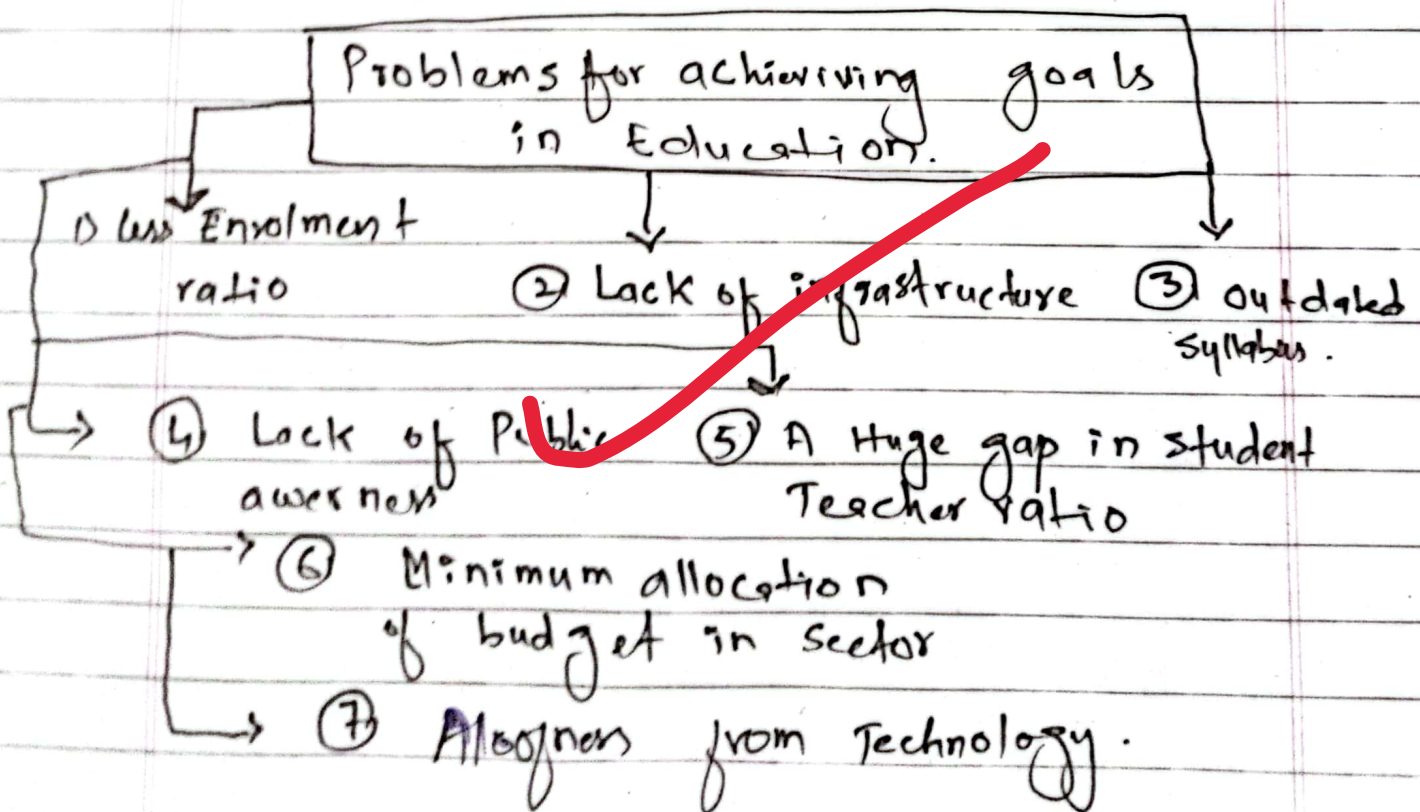 Problems for achieviving goals
in Education.
1) less Enrolment
ratio
② Lack of infrastructure
③ outdated
syllabus.
④ Lack of Public
awerness
⑤ A Huge gap in student
Teacher ratio
⑥ Minimum allocation
of budget in sector
⑦ Aloofness from Technology.